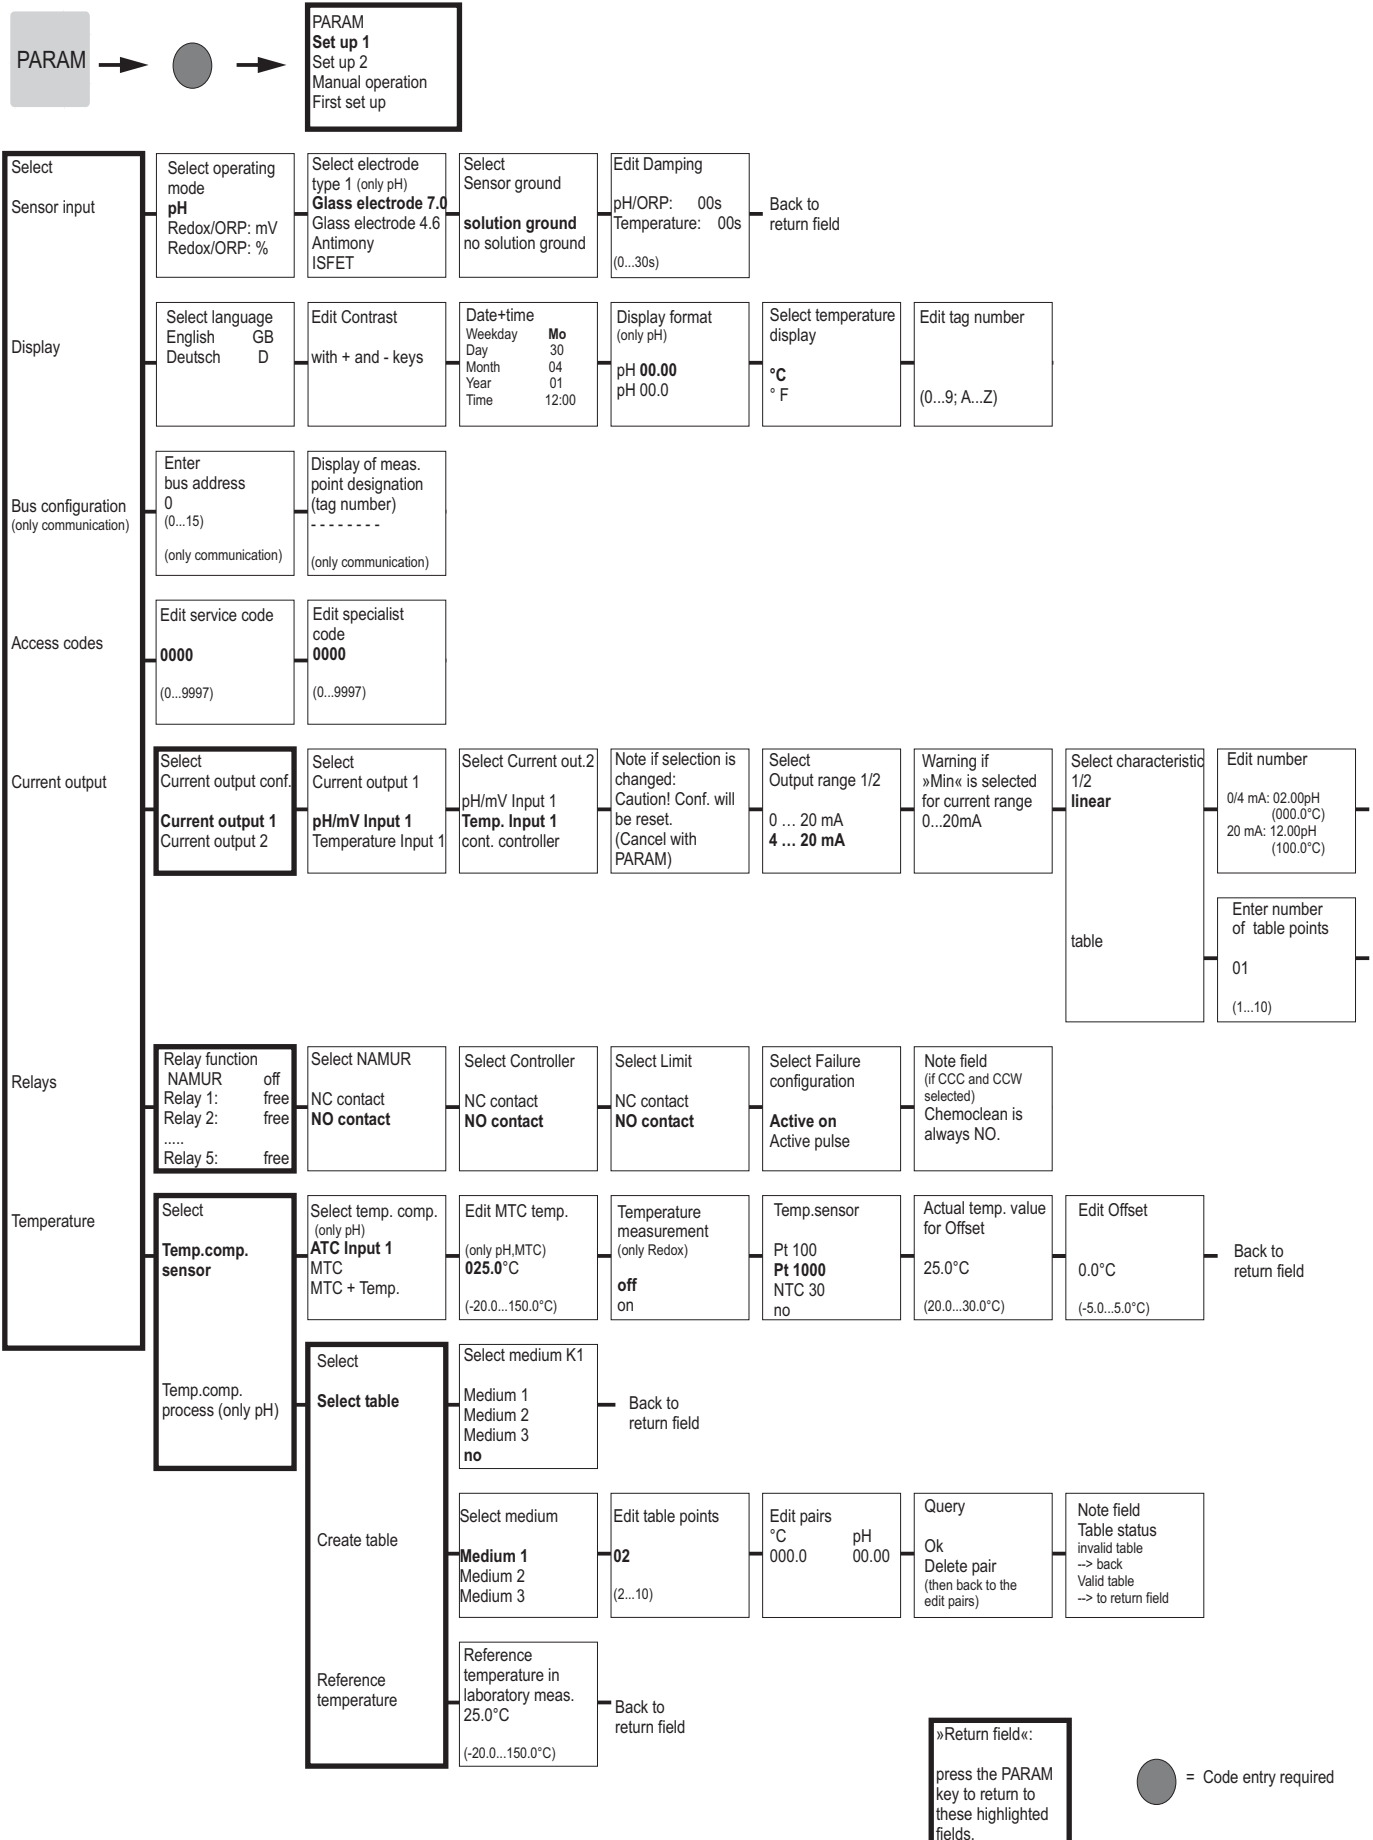 PARAM
PARAM
Set up 1
Set up 2
Manual operation
First set up
Select
Sensor input
Select operating
mode
pH
Redox/ORP: mV
Redox/ORP: %
Select electrode
type 1 (only pH)
Glass electrode 7.0
Glass electrode 4.6
Antimony
ISFET
Select
Sensor ground
solution ground
no solution ground
Edit Damping
pH/ORP: 00s
Temperature: 00s
(0...30s)
Back to
return field
Display
Select language
English GB
Deutsch D
Edit Contrast
with + and - keys
Date+time
Weekday Mo
Day 30
Month 04
Year 01
Time 12:00
Display format
(only pH)
pH 00.00
pH 00.0
Select temperature
display
°C
° F
Edit tag number
(0...9; A...Z)
Bus configuration
(only communication)
Enter
bus address
0
(0...15)
(only communication)
Display of meas.
point designation
(tag number)
- - - - - - - -
(only communication)
Access codes
Edit service code
0000
(0...9997)
Edit specialist
code
0000
(0...9997)
Current output
Select
Current output conf.
Current output 1
Current output 2
Select
Current output 1
pH/mV Input 1
Temperature Input 1
Select Current out.2
pH/mV Input 1
Temp. Input 1
cont. controller
Note if selection is
changed:
Caution! Conf. will
be reset.
(Cancel with
PARAM)
Select
Output range 1/2
0 ... 20 mA
4 ... 20 mA
Warning if
»Min« is selected
for current range
0...20mA
Select characteristic
1/2
linear
table
Edit number
0/4 mA: 02.00pH
(000.0°C)
20 mA: 12.00pH
(100.0°C)
Enter number
of table points
01
(1...10)
Relays
Relay function
NAMUR off
Relay 1: free
Relay 2: free
.....
Relay 5: free
Select NAMUR
NC contact
NO contact
Select Controller
NC contact
NO contact
Select Limit
NC contact
NO contact
Select Failure
configuration
Active on
Active pulse
Note field
(if CCC and CCW
selected)
Chemoclean is
always NO.
Temperature
Select
Temp.comp.
sensor
Temp.comp.
process (only pH)
Select temp. comp.
(only pH)
ATC Input 1
MTC
MTC + Temp.
Edit MTC temp.
(only pH,MTC)
025.0°C
(-20.0...150.0°C)
Temperature
measurement
(only Redox)
off
on
Temp.sensor
Pt 100
Pt 1000
NTC 30
no
Actual temp. value
for Offset
25.0°C
(20.0...30.0°C)
Edit Offset
0.0°C
(-5.0...5.0°C)
Back to
return field
Select
Select table
Select medium K1
Medium 1
Medium 2
Medium 3
no
Back to
return field
Create table
Select medium
Medium 1
Medium 2
Medium 3
Edit table points
02
(2...10)
Edit pairs
°C pH
000.0 00.00
Query
Ok
Delete pair
(then back to the
edit pairs)
Note field
Table status
invalid table
--> back
Valid table
--> to return field
Reference
temperature
Reference
temperature in
laboratory meas.
25.0°C
(-20.0...150.0°C)
Back to
return field
»Return field«:
press the PARAM
key to return to
these highlighted
fields.
= Code entry required